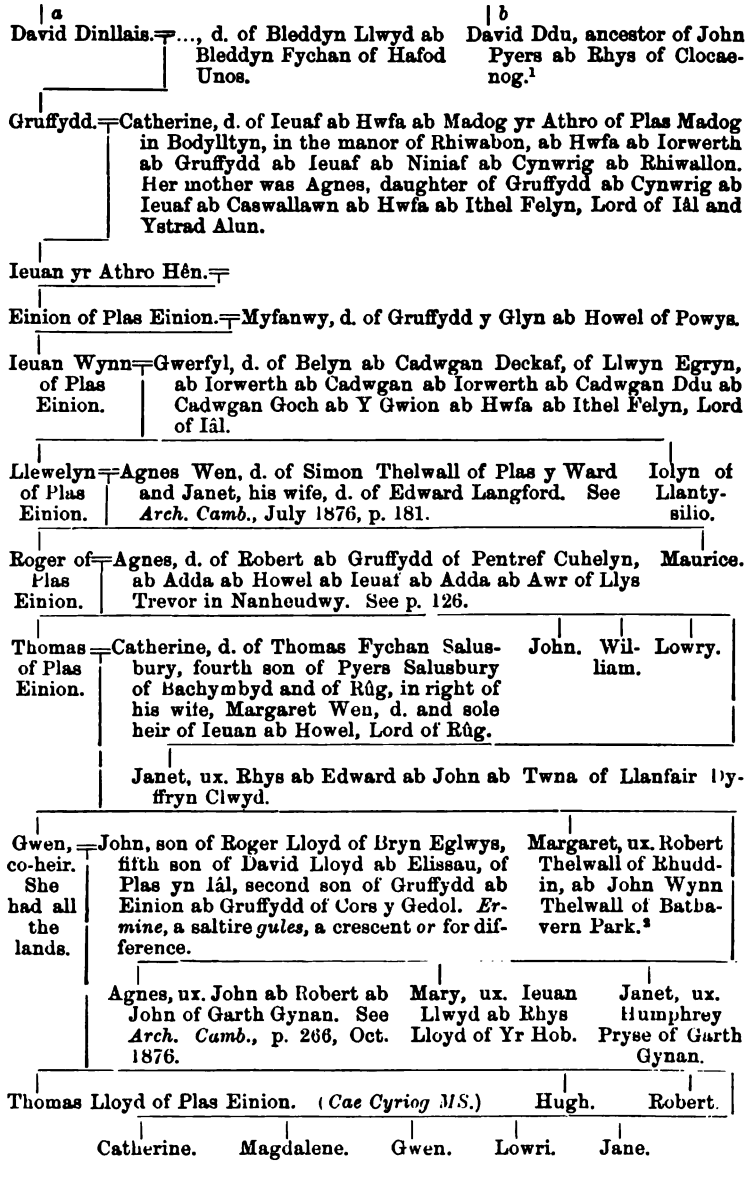 a b
David Dinllais.╤..., d. of Bleddyn Llwyd ab David Ddu, ancestor of John
Bleddyn Fychan of Hafod Pyers ab Rhys of Clocae-
Unos. nog.¹
Gruffydd.╤Catherine, d. of Ieuaf ab Hwfa ab Madog yr Athro of Plas Madog
in Bodylltyn, in the manor of Rhiwabon, ab Hwfa ab Iorwerth
ab Gruffydd ab Ieuaf ab Niniaf ab Cynwrig ab Rhiwallon.
Her mother was Agnes, daughter of Gruffydd ab Cynwrig ab
Ieuaf ab Caswallawn ab Hwfa ab Ithel Felyn, Lord of Iâl and
Ystrad Alun.
Ieuan yr Athro Hên.╤
Einion of Plas Einion.╤Myfanwy, d. of Gruffydd y Glyn ab Howel of Powys.
Ieuan Wynn╤Gwerfyl, d. of Belyn ab Cadwgan Deckaf, of Llwyn Egryn,
of Plas ab Iorwerth ab Cadwgan ab Iorwerth ab Cadwgan Ddu ab
Einion. Cadwgan Goch ab Y Gwion ab Hwfa ab Ithel Felyn, Lord
of Iâl.
Llewelyn╤Agnes Wen, d. of Simon Thelwall of Plas y Ward Iolyn of
of Plas and Janet, his wife, d. of Edward Langford. See Llanty-
Einion. Arch. Camb., July 1876, p. 181. silio.
Roger of╤Agnes, d. of Robert ab Gruffydd of Pentref Cuhelyn, Maurice.
Plas ab Adda ab Howel ab Ieuaf ab Adda ab Awr of Llys
Einion. Trevor in Nanheudwy. See p. 126.
Thomas╤Catherine, d. of Thomas Fychan Salus- John. Wil- Lowry.
of Plas bury, fourth son of Pyers Salusbury liam.
Einion. of Bachymbyd and of Rûg, in right of
his wife, Margaret Wen, d. and sole
heir of Ieuan ab Howel, Lord of Rûg.
Janet, ux. Rhys ab Edward ab John ab Twna of Llanfair Dy-
ffryn Clwyd.
Gwen,╤John, son of Roger Lloyd of Bryn Eglwys, Margaret, ux. Robert
co-heir. fifth son of David Lloyd ab Elissau, of Thelwall of Rhudd-
She Plas yn Iâl, second son of Gruffydd ab in, ab John Wynn
had all Einion ab Gruffydd of Cors y Gedol. Er- Thelwall of Batha-
the mine, a saltire gules, a crescent or for dif- vern Park.²
lands. ference.
Agnes, ux. John ab Robert ab Mary, ux. Ieuan Janet, ux.
John of Garth Gynan. See Llwyd ab Rhys Humphrey
Arch. Camb., p. 266, Oct. Lloyd of Yr Hob. Pryse of Garth
1876. Gynan.
Thomas Lloyd of Plas Einion. (Cae Cyriog MS.) Hugh. Robert.
Catherine. Magdalene. Gwen. Lowri. Jane.